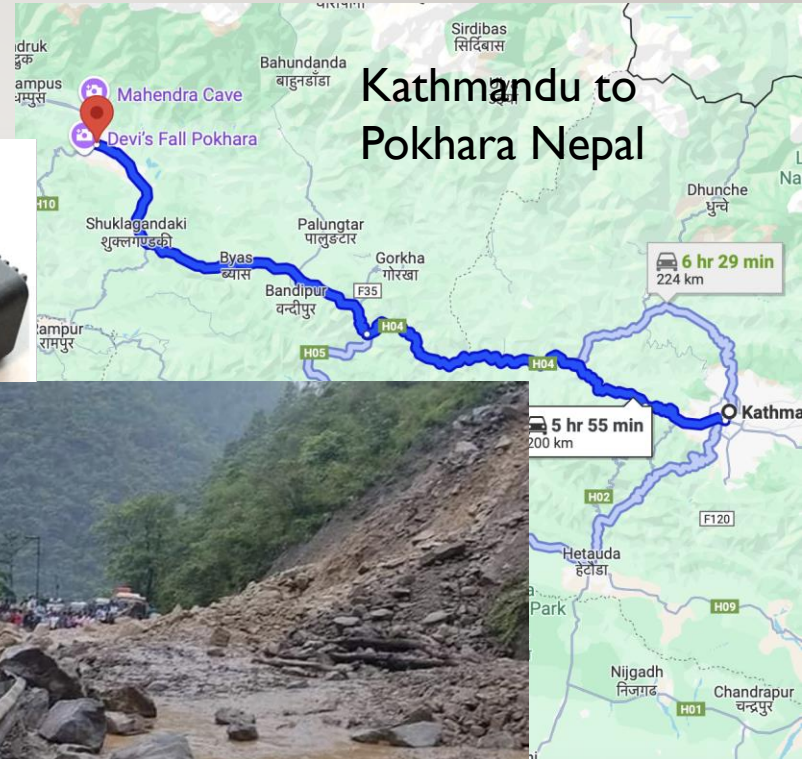 Sirdibas
सिर्दिबास
Bahundanda
बाहुनडाँडा
Kathmandu to
Pokhara Nepal
Mahendra Cave
Devi's Fall Pokhara
Dhunche
धुन्चे
H10
Shuklagandaki
शुक्लगण्डकी
Palungtar
पालुङटार
Gorkha
गोरखा
6 hr 29 min
224 km
Byas
ब्यास
Bandipur
वन्दीपुर
F35
H04
H05
H04
5 hr 55 min
200 km
H02
F120
Hetauda
हेटौडा
Park
H09
Nijgadh
निजगढ
Chandrapur
चन्द्रपुर
H01